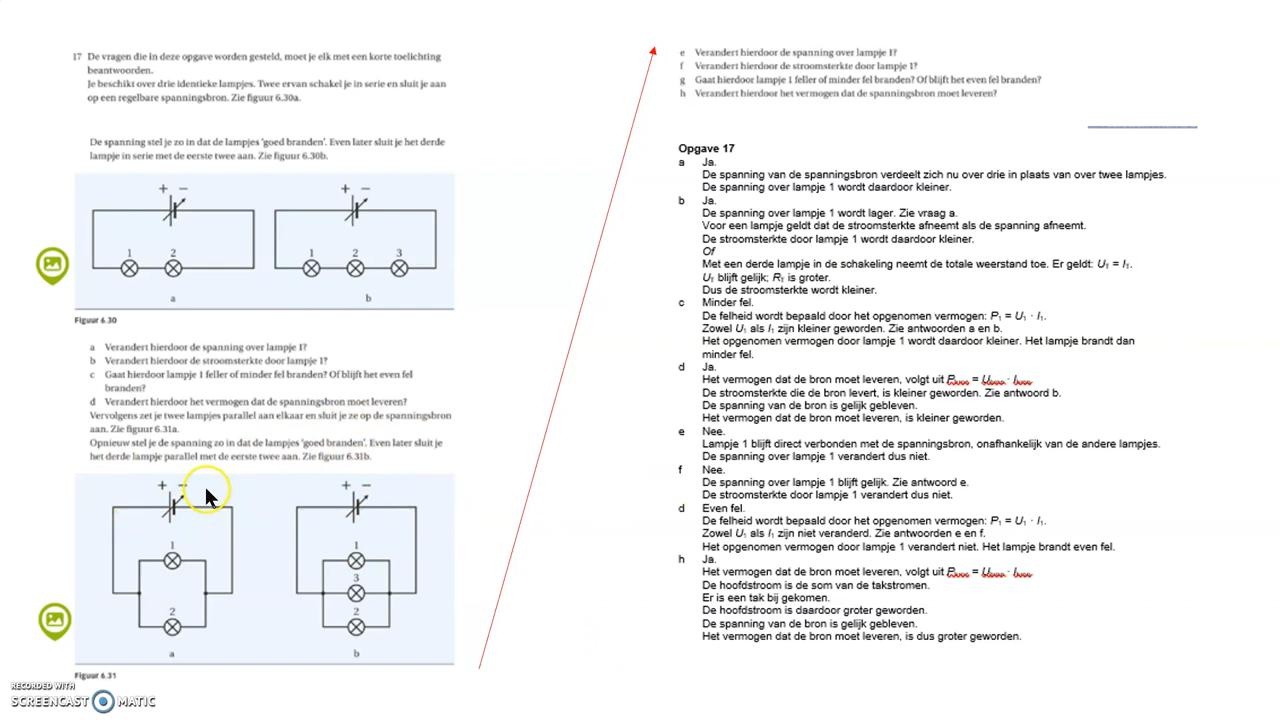 17 De vragen die in deze opgave worden gesteld, moet je elk met een korte toelichting
beantwoorden.
Je beschikt over drie identieke lampjes. Twee ervan schakel je in serie en sluit je aan
op een regelbare spanningsbron. Zie figuur 6.30a.
De spanning stel je zo in dat de lampjes 'goed branden'. Even later sluit je het derde
lampje in serie met de eerste twee aan. Zie figuur 6.30b.
+ −
1 2
a
+ −
1 2 3
b
Figuur 6.30
a Verandert hierdoor de spanning over lampje 1?
b Verandert hierdoor de stroomsterkte door lampje 1?
c Gaat hierdoor lampje 1 feller of minder fel branden? Of blijft het even fel
branden?
d Verandert hierdoor het vermogen dat de spanningsbron moet leveren?
Vervolgens zet je twee lampjes parallel aan elkaar en sluit je ze op de spanningsbron
aan. Zie figuur 6.31a.
Opnieuw stel je de spanning zo in dat de lampjes 'goed branden'. Even later sluit je
het derde lampje parallel met de eerste twee aan. Zie figuur 6.31b.
+ −
1
2
a
+ −
1
3
2
b
Figuur 6.31
RECORDED WITH
SCREENCAST MATIC
e Verandert hierdoor de spanning over lampje 1?
f Verandert hierdoor de stroomsterkte door lampje 1?
g Gaat hierdoor lampje 1 feller of minder fel branden? Of blijft het even fel branden?
h Verandert hierdoor het vermogen dat de spanningsbron moet leveren?
Opgave 17
a Ja.
De spanning van de spanningsbron verdeelt zich nu over drie in plaats van over twee lampjes.
De spanning over lampje 1 wordt daardoor kleiner.
b Ja.
De spanning over lampje 1 wordt lager. Zie vraag a.
Voor een lampje geldt dat de stroomsterkte afneemt als de spanning afneemt.
De stroomsterkte door lampje 1 wordt daardoor kleiner.
Of
Met een derde lampje in de schakeling neemt de totale weerstand toe. Er geldt: UT = IT.
UT blijft gelijk; RT is groter.
Dus de stroomsterkte wordt kleiner.
c Minder fel.
De felheid wordt bepaald door het opgenomen vermogen: P1 = U1 · I1.
Zowel U1 als I1 zijn kleiner geworden. Zie antwoorden a en b.
Het opgenomen vermogen door lampje 1 wordt daardoor kleiner. Het lampje brandt dan
minder fel.
d Ja.
Het vermogen dat de bron moet leveren, volgt uit Pbron = Ubron · Ibron
De stroomsterkte die de bron levert, is kleiner geworden. Zie antwoord b.
De spanning van de bron is gelijk gebleven.
Het vermogen dat de bron moet leveren, is kleiner geworden.
e Nee.
Lampje 1 blijft direct verbonden met de spanningsbron, onafhankelijk van de andere lampjes.
De spanning over lampje 1 verandert dus niet.
f Nee.
De spanning over lampje 1 blijft gelijk. Zie antwoord e.
De stroomsterkte door lampje 1 verandert dus niet.
d Even fel.
De felheid wordt bepaald door het opgenomen vermogen: P1 = U1 · I1.
Zowel U1 als I1 zijn niet veranderd. Zie antwoorden e en f.
Het opgenomen vermogen door lampje 1 verandert niet. Het lampje brandt even fel.
h Ja.
Het vermogen dat de bron moet leveren, volgt uit Pbron = Ubron · Ibron
De hoofdstroom is de som van de takstromen.
Er is een tak bij gekomen.
De hoofdstroom is daardoor groter geworden.
De spanning van de bron is gelijk gebleven.
Het vermogen dat de bron moet leveren, is dus groter geworden.